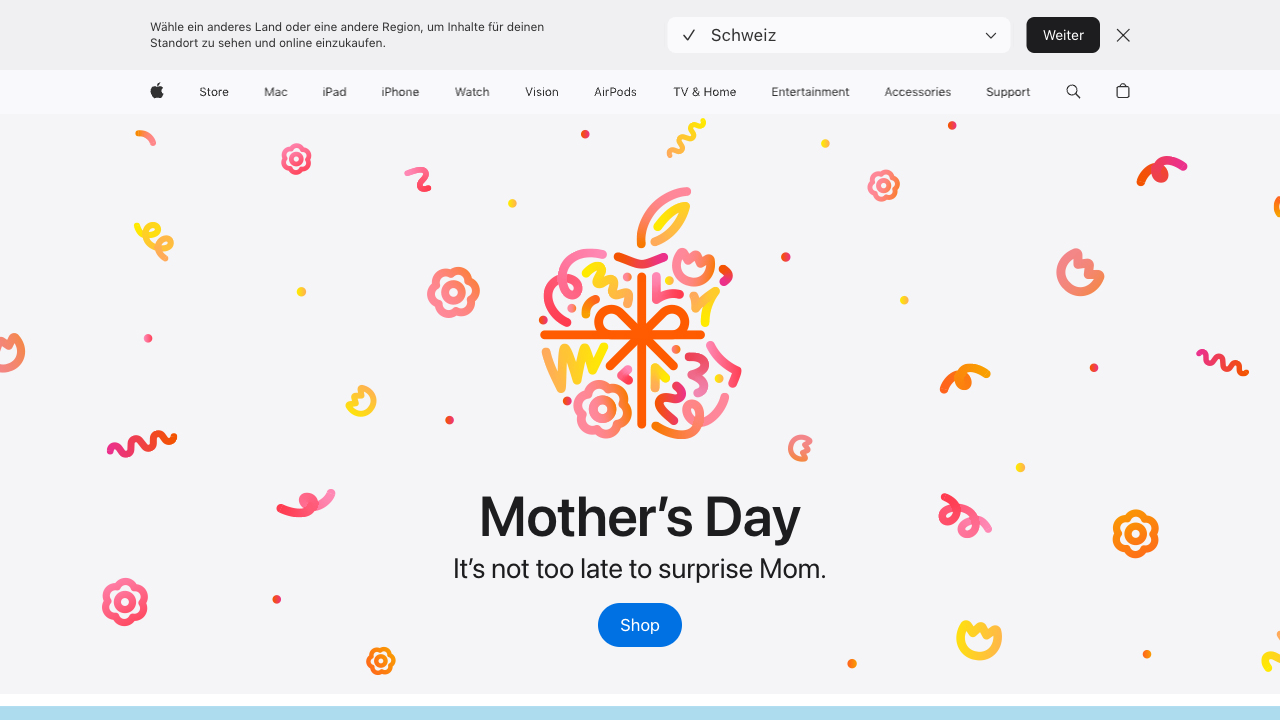 Wähle ein anderes Land oder eine andere Region, um Inhalte für deinen
Standort zu sehen und online einzukaufen.
Schweiz
Weiter
Store Mac iPad iPhone Watch Vision AirPods TV & Home Entertainment Accessories Support
Mother’s Day
It’s not too late to surprise Mom.
Shop